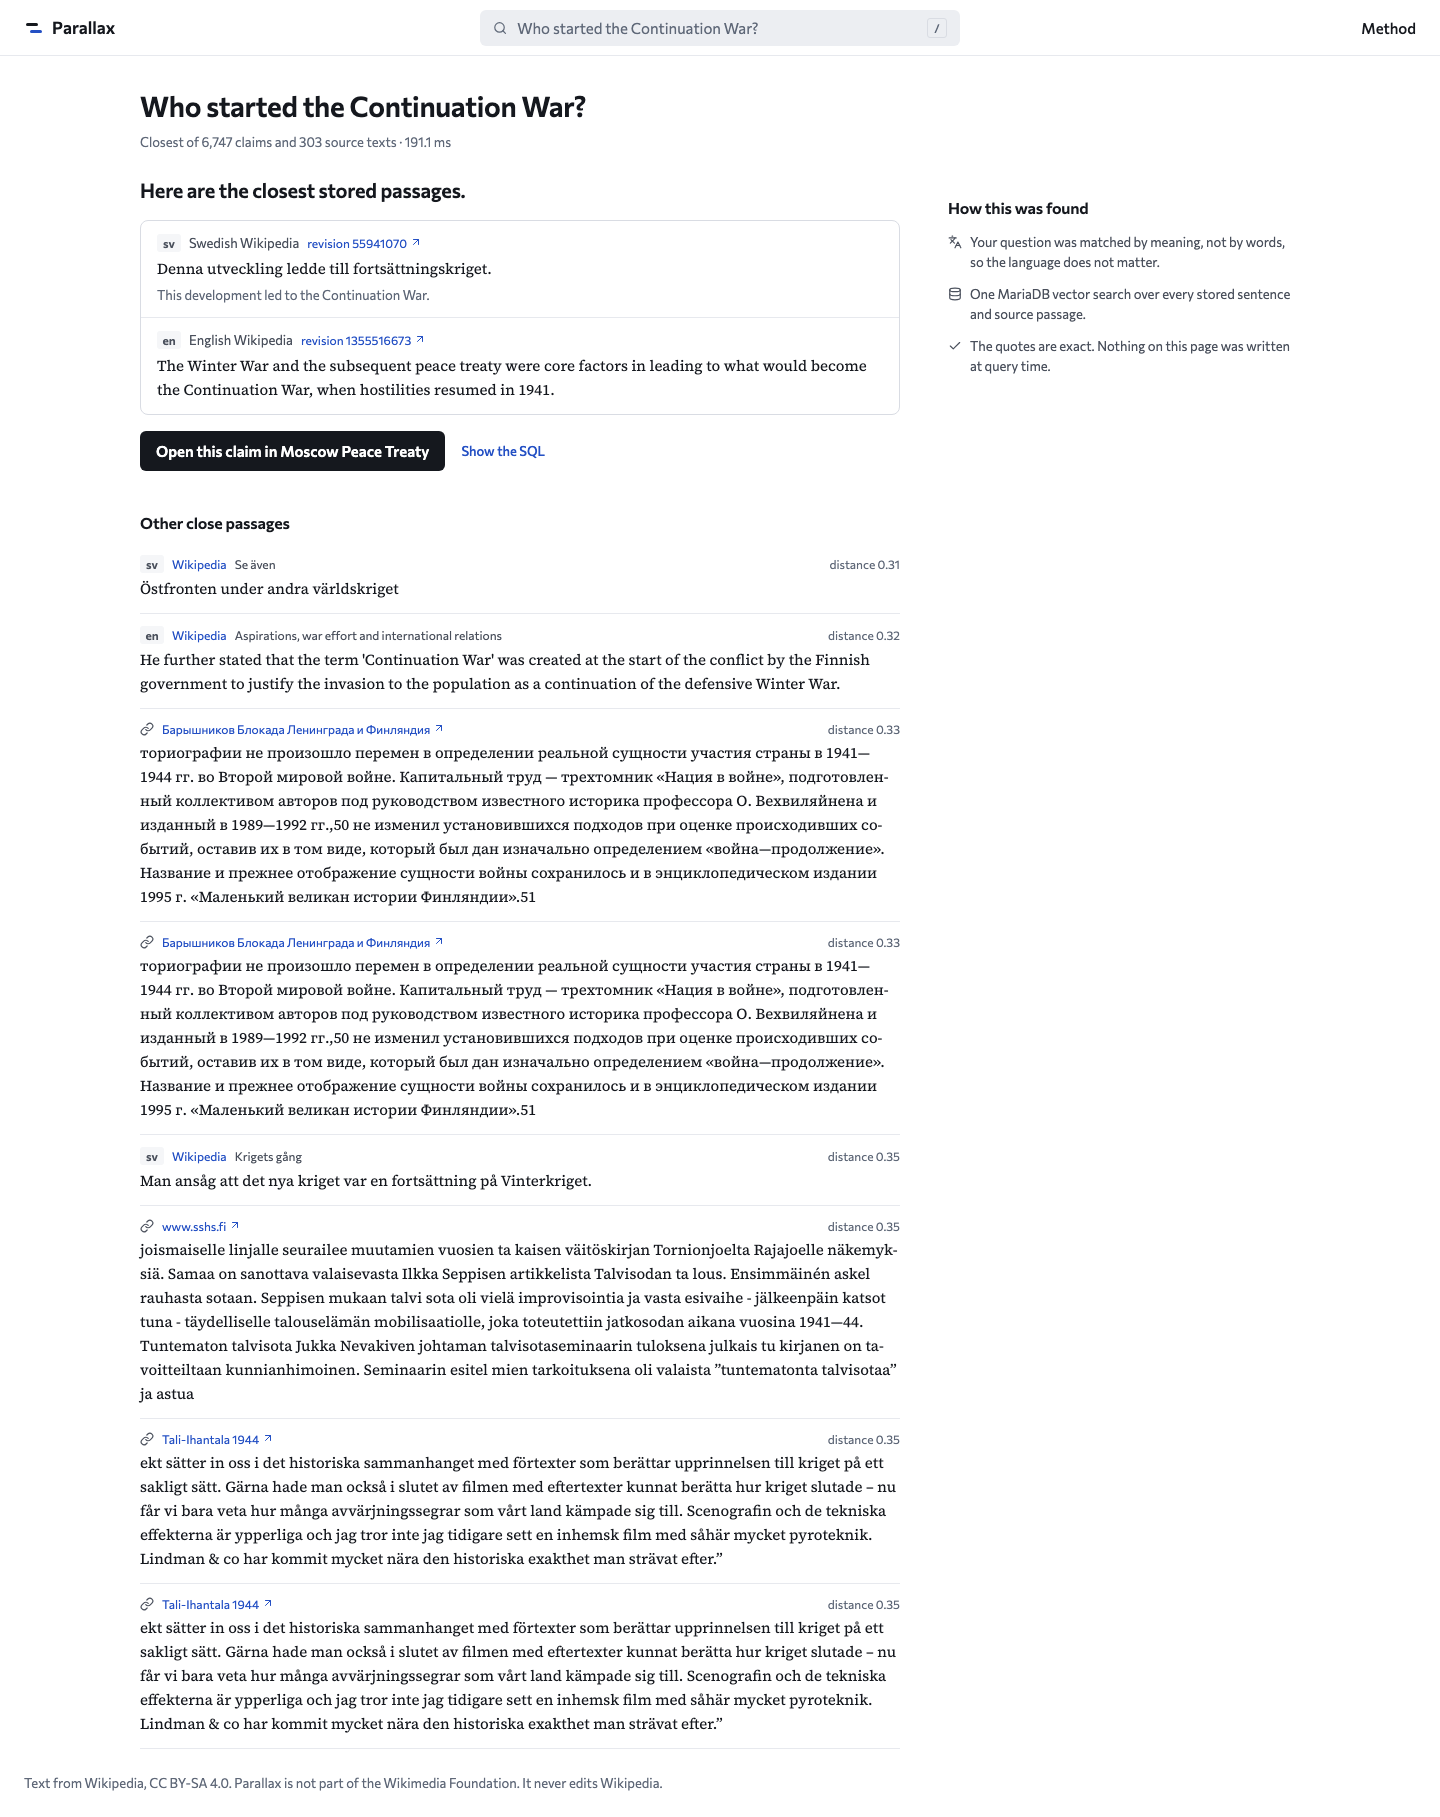 Parallax
Who started the Continuation War?
/
Method
Who started the Continuation War?
Closest of 6,747 claims and 303 source texts · 191.1 ms
Here are the closest stored passages.
sv Swedish Wikipedia revision 55941070
Denna utveckling ledde till fortsättningskriget.
This development led to the Continuation War.
en English Wikipedia revision 1355516673
The Winter War and the subsequent peace treaty were core factors in leading to what would become
the Continuation War, when hostilities resumed in 1941.
Open this claim in Moscow Peace Treaty Show the SQL
How this was found
Your question was matched by meaning, not by words,
so the language does not matter.
One MariaDB vector search over every stored sentence
and source passage.
The quotes are exact. Nothing on this page was written
at query time.
Other close passages
sv Wikipedia Se även distance 0.31
Östfronten under andra världskriget
en Wikipedia Aspirations, war effort and international relations distance 0.32
He further stated that the term 'Continuation War' was created at the start of the conflict by the Finnish
government to justify the invasion to the population as a continuation of the defensive Winter War.
Барышников Блокада Ленинграда и Финляндия distance 0.33
ториографии не произошло перемен в определении реальной сущности участия страны в 1941—
1944 гг. во Второй мировой войне. Капитальный труд — трехтомник «Нация в войне», подготовлен-
ный коллективом авторов под руководством известного историка профессора О. Вехвиляйнена и
изданный в 1989—1992 гг.,50 не изменил установившихся подходов при оценке происходивших со-
бытий, оставив их в том виде, который был дан изначально определением «война—продолжение».
Название и прежнее отображение сущности войны сохранилось и в энциклопедическом издании
1995 г. «Маленький великан истории Финляндии».51
Барышников Блокада Ленинграда и Финляндия distance 0.33
ториографии не произошло перемен в определении реальной сущности участия страны в 1941—
1944 гг. во Второй мировой войне. Капитальный труд — трехтомник «Нация в войне», подготовлен-
ный коллективом авторов под руководством известного историка профессора О. Вехвиляйнена и
изданный в 1989—1992 гг.,50 не изменил установившихся подходов при оценке происходивших со-
бытий, оставив их в том виде, который был дан изначально определением «война—продолжение».
Название и прежнее отображение сущности войны сохранилось и в энциклопедическом издании
1995 г. «Маленький великан истории Финляндии».51
sv Wikipedia Krigets gång distance 0.35
Man ansåg att det nya kriget var en fortsättning på Vinterkriget.
www.sshs.fi distance 0.35
joismaiselle linjalle seurailee muutamien vuosien ta kaisen väitöskirjan Tornionjoelta Rajajoelle näkemyk-
siä. Samaa on sanottava valaisevasta Ilkka Seppisen artikkelista Talvisodan ta lous. Ensimmäinén askel
rauhasta sotaan. Seppisen mukaan talvi sota oli vielä improvisointia ja vasta esivaihe - jälkeenpäin katsot
tuna - täydelliselle talouselämän mobilisaatiolle, joka toteutettiin jatkosodan aikana vuosina 1941—44.
Tuntematon talvisota Jukka Nevakiven johtaman talvisotaseminaarin tuloksena julkais tu kirjanen on ta-
voitteiltaan kunnianhimoinen. Seminaarin esitel mien tarkoituksena oli valaista ”tuntematonta talvisotaa”
ja astua
Tali-Ihantala 1944 distance 0.35
ekt sätter in oss i det historiska sammanhanget med förtexter som berättar upprinnelsen till kriget på ett
sakligt sätt. Gärna hade man också i slutet av filmen med eftertexter kunnat berätta hur kriget slutade – nu
får vi bara veta hur många avvärjningssegrar som vårt land kämpade sig till. Scenografin och de tekniska
effekterna är ypperliga och jag tror inte jag tidigare sett en inhemsk film med såhär mycket pyroteknik.
Lindman & co har kommit mycket nära den historiska exakthet man strävat efter.”
Tali-Ihantala 1944 distance 0.35
ekt sätter in oss i det historiska sammanhanget med förtexter som berättar upprinnelsen till kriget på ett
sakligt sätt. Gärna hade man också i slutet av filmen med eftertexter kunnat berätta hur kriget slutade – nu
får vi bara veta hur många avvärjningssegrar som vårt land kämpade sig till. Scenografin och de tekniska
effekterna är ypperliga och jag tror inte jag tidigare sett en inhemsk film med såhär mycket pyroteknik.
Lindman & co har kommit mycket nära den historiska exakthet man strävat efter.”
Text from Wikipedia, CC BY-SA 4.0. Parallax is not part of the Wikimedia Foundation. It never edits Wikipedia.